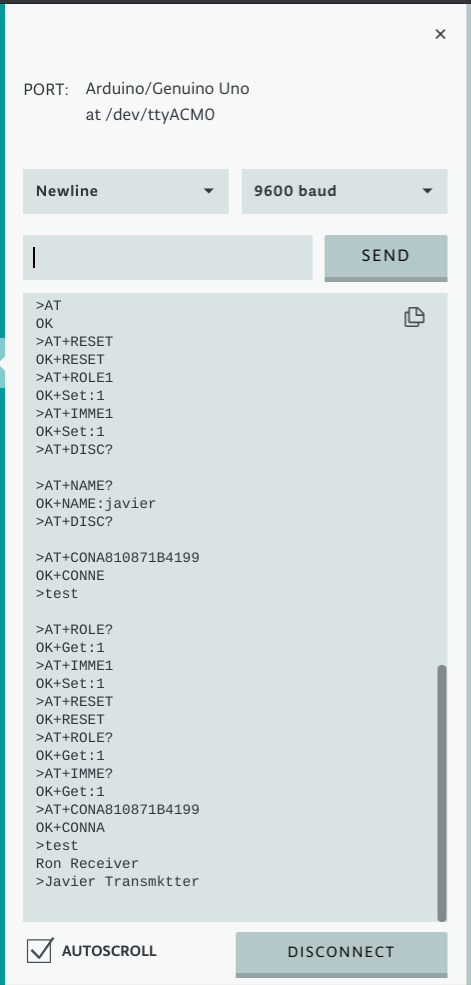 PORT: Arduino/Genuino Uno
at /dev/ttyACM0
Newline
9600 baud
SEND
>AT
OK
>AT+RESET
OK+RESET
>AT+ROLE1
OK+Set:1
>AT+IMME1
OK+Set:1
>AT+DISC?
>AT+NAME?
OK+NAME:javier
>AT+DISC?
>AT+CONA810871B4199
OK+CONNE
>test
>AT+ROLE?
OK+Get:1
>AT+IMME1
OK+Set:1
>AT+RESET
OK+RESET
>AT+ROLE?
OK+Get:1
>AT+IMME?
OK+Get:1
>AT+CONA810871B4199
OK+CONNA
>test
Ron Receiver
>Javier Transmktter
AUTOSCROLL
DISCONNECT